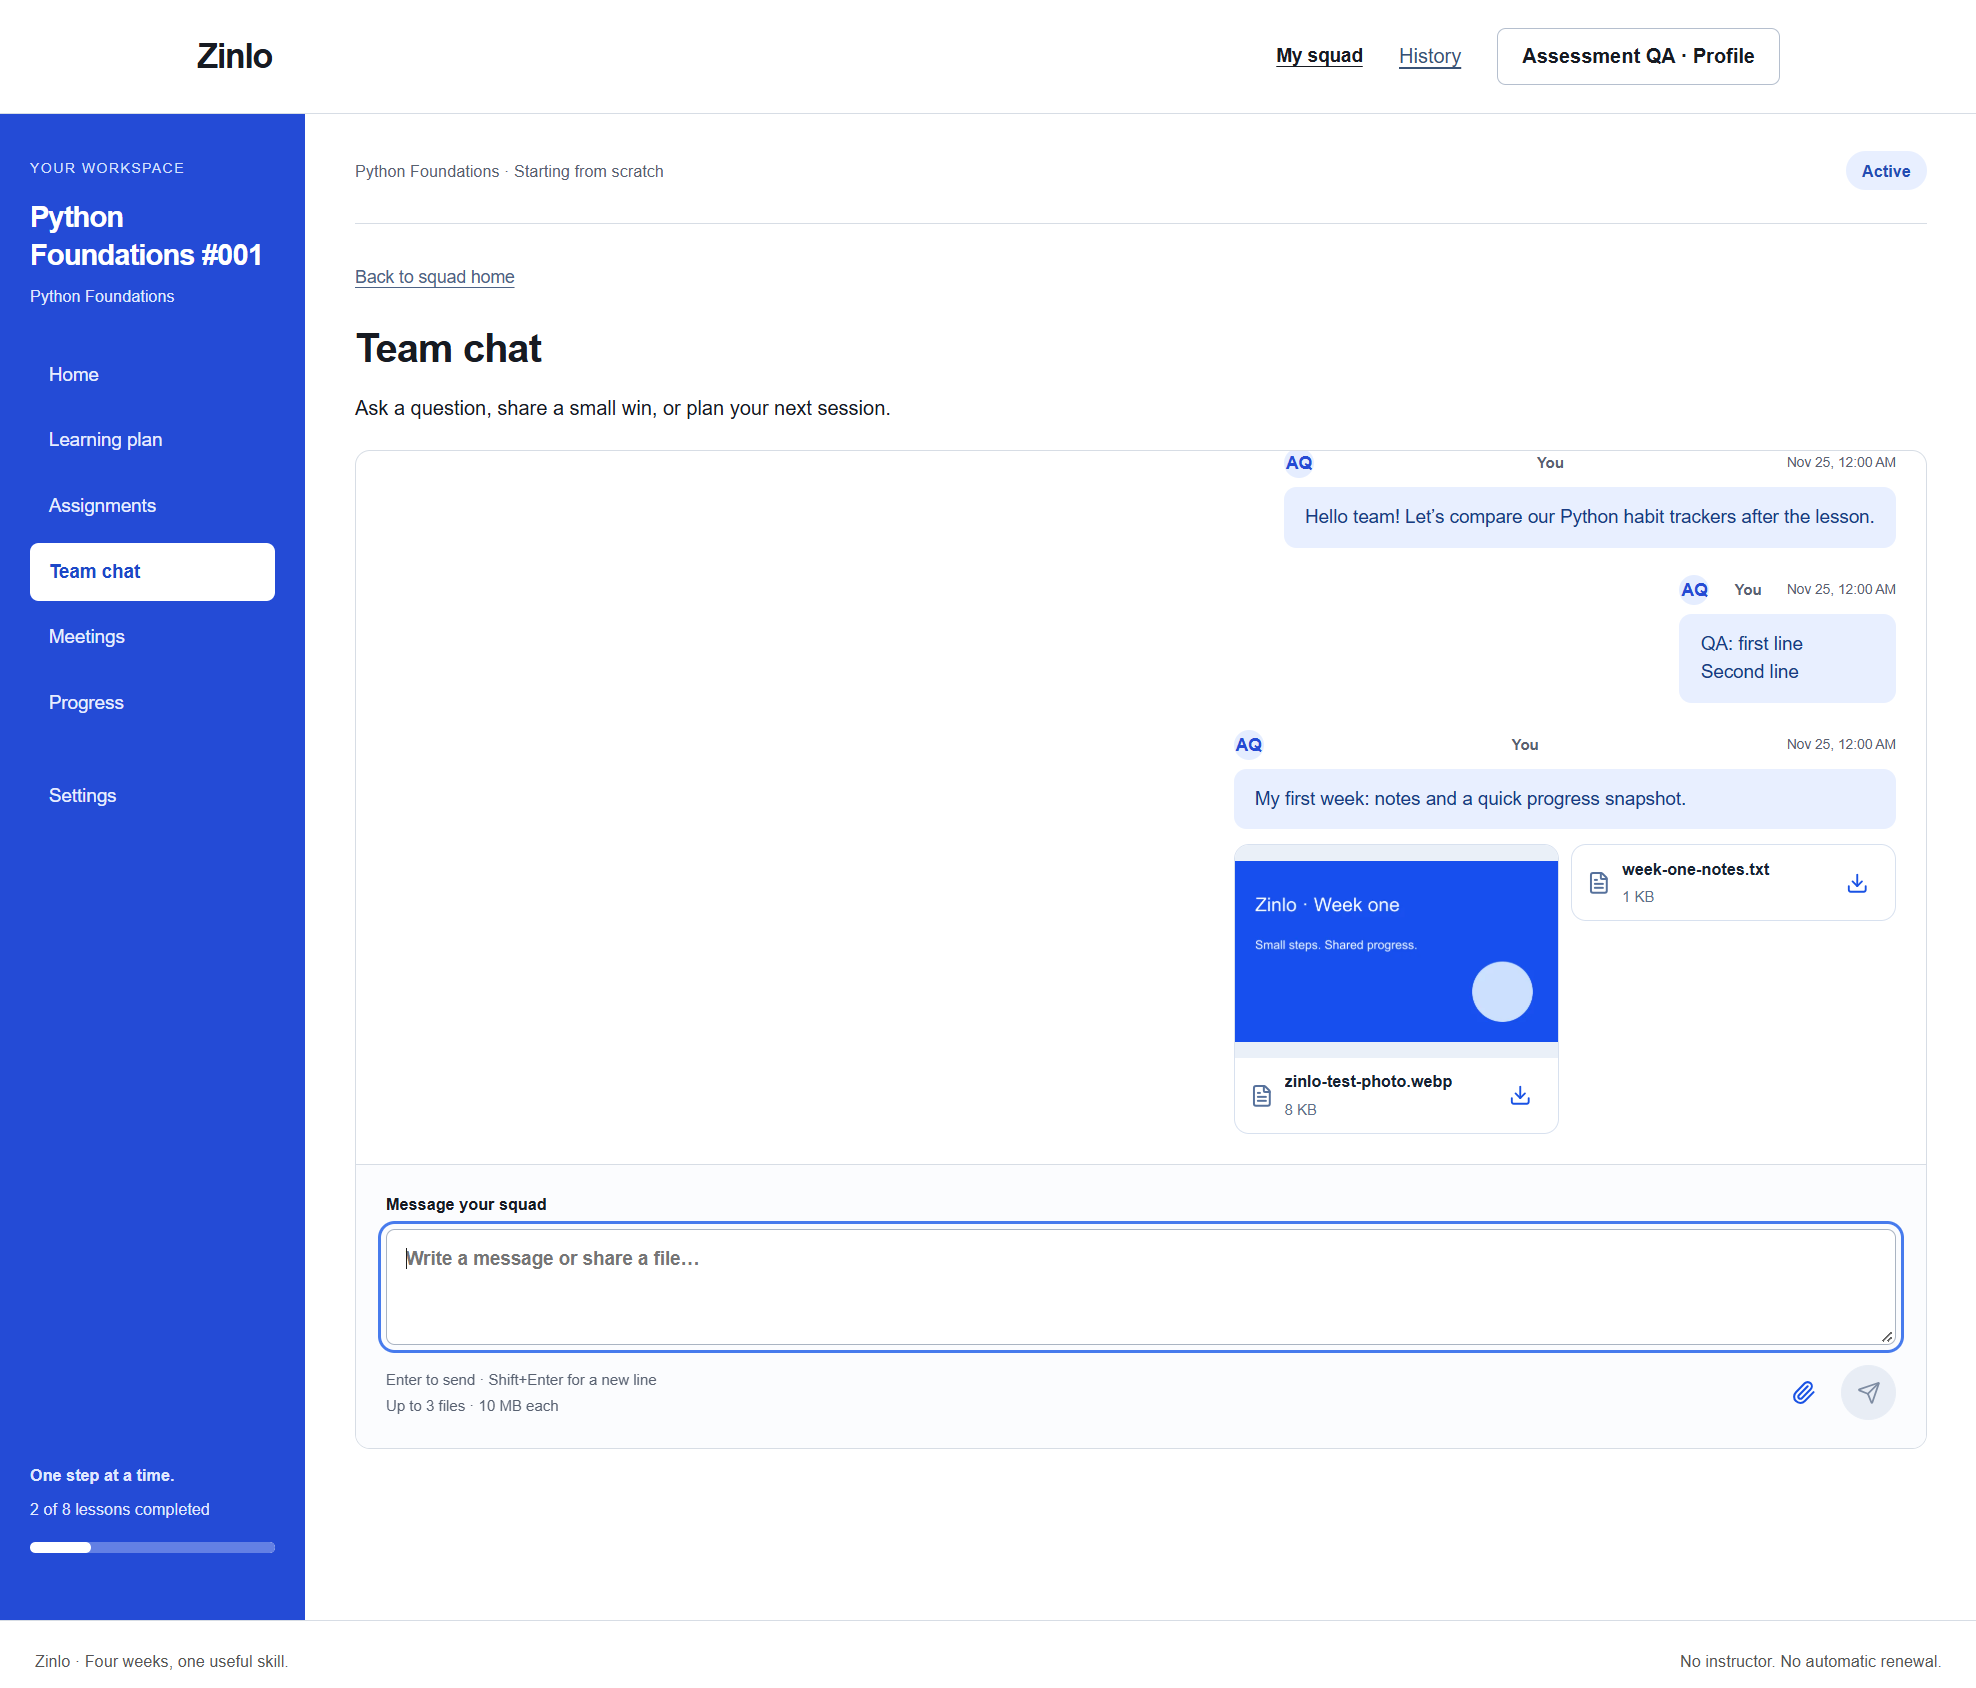 Zinlo
My squad
History
Assessment QA · Profile
YOUR WORKSPACE
Python
Foundations #001
Python Foundations
Home
Learning plan
Assignments
Team chat
Meetings
Progress
Settings
One step at a time.
2 of 8 lessons completed
Python Foundations · Starting from scratch
Active
Back to squad home
Team chat
Ask a question, share a small win, or plan your next session.
AQ You Nov 25, 12:00 AM
Hello team! Let’s compare our Python habit trackers after the lesson.
AQ You Nov 25, 12:00 AM
QA: first line
Second line
AQ You Nov 25, 12:00 AM
My first week: notes and a quick progress snapshot.
Zinlo · Week one
Small steps. Shared progress.
zinlo-test-photo.webp
8 KB
week-one-notes.txt
1 KB
Message your squad
Write a message or share a file…
Enter to send · Shift+Enter for a new line
Up to 3 files · 10 MB each
Zinlo · Four weeks, one useful skill.
No instructor. No automatic renewal.